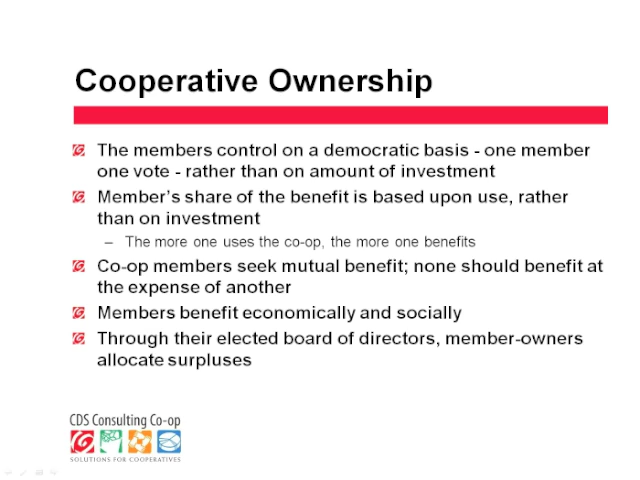 Cooperative Ownership
The members control on a democratic basis - one member
one vote - rather than on amount of investment
Member's share of the benefit is based upon use, rather
than on investment
– The more one uses the co-op, the more one benefits
Co-op members seek mutual benefit; none should benefit at
the expense of another
Members benefit economically and socially
Through their elected board of directors, member-owners
allocate surpluses
CDS Consulting Co-op
SOLUTIONS FOR COOPERATIVES